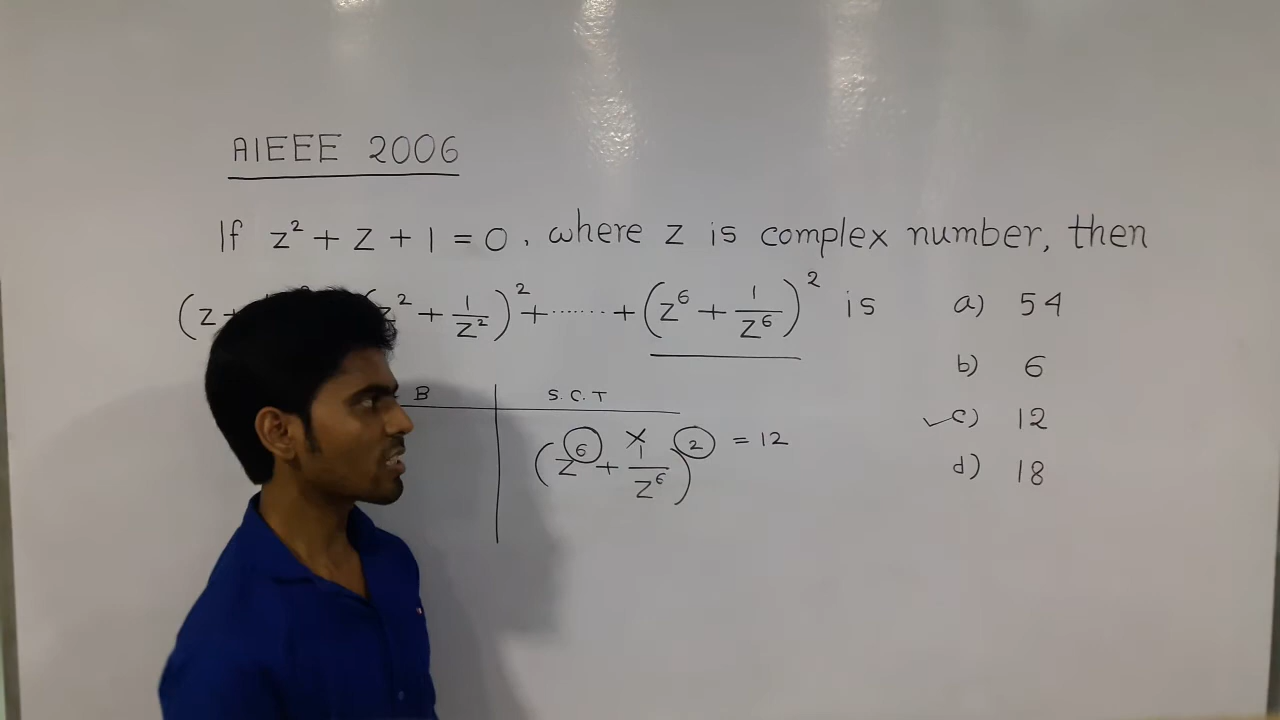 AIEEE 2006
If z² + z + 1 = 0, where z is complex number, then
(z+ z² + 1/z²)² + ...... + (z⁶ + 1/z⁶)² is
a) 54
b) 6
✓c) 12
d) 18
B S.C.T
(z⁶ × + 1/z⁶)² = 12